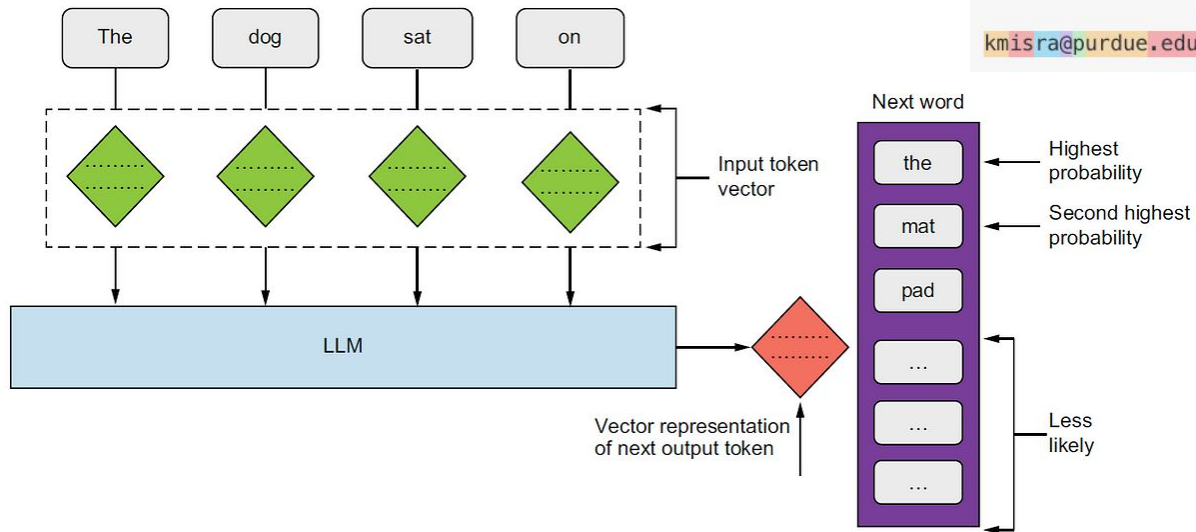 The
dog
sat
on
kmisra@purdue.edu
Next word
Input token
vector
the
Highest
probability
mat
Second highest
probability
pad
LLM
...
...
...
Vector representation
of next output token
Less
likely